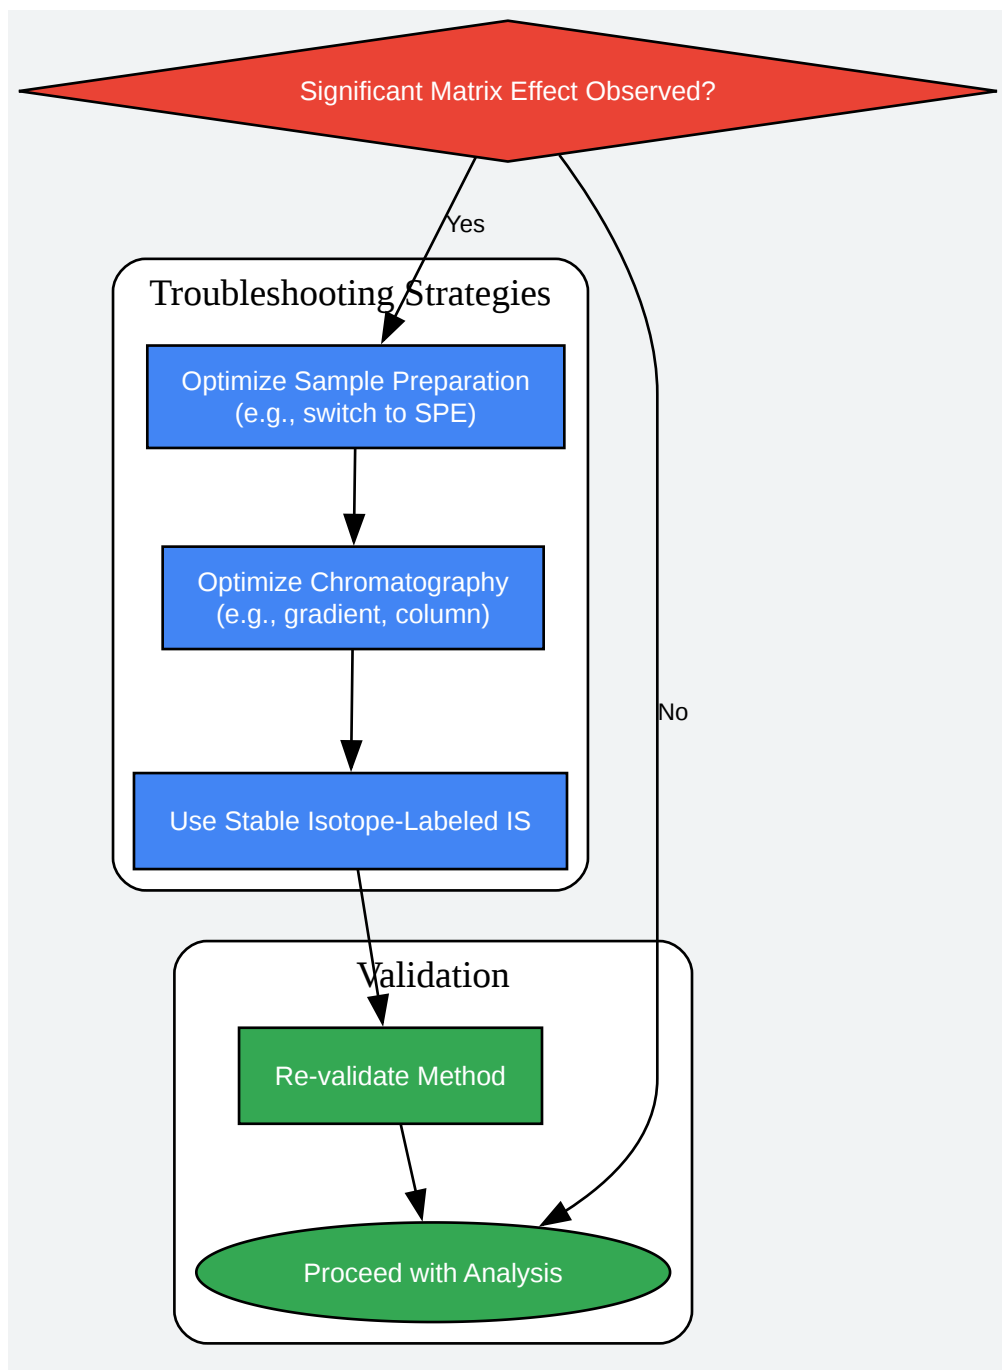 Significant Matrix Effect Observed?
Yes
Troubleshooting Strategies
Optimize Sample Preparation
(e.g., switch to SPE)
Optimize Chromatography
(e.g., gradient, column)
No
Use Stable Isotope-Labeled IS
Validation
Re-validate Method
Proceed with Analysis